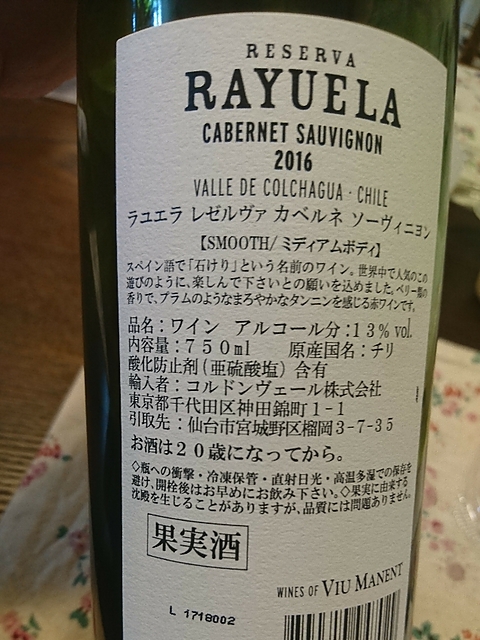 RESERVA
RAYUELA
CABERNET SAUVIGNON
2016
VALLE DE COLCHAGUA · CHILE
ラユエラ レゼルヴァ カベルネ ソーヴィニヨン
【SMOOTH/ミディアムボディ】
スペイン語で「石けり」という名前のワイン。世界中で人気のこの
遊びのように、楽しんで下さいとの願いを込めました。ベリー類の
香りで、プラムのようなまろやかなタンニンを感じる赤ワインです。
品名：ワイン アルコール分：13%vol.
内容量：750ml 原産国名：チリ
酸化防止剤(亜硫酸塩)含有
輸入者：コルドンヴェール株式会社
東京都千代田区神田錦町1-1
引取先：仙台市宮城野区榴岡3-7-35
お酒は20歳になってから。
◇瓶への衝撃・冷凍保管・直射日光・高温多湿での保存を
避け、開栓後はお早めにお飲み下さい。◇果実に由来する
沈殿を生じることがありますが、品質には問題ありません。
果実酒
WINES OF VIU MANENT
L 1718002